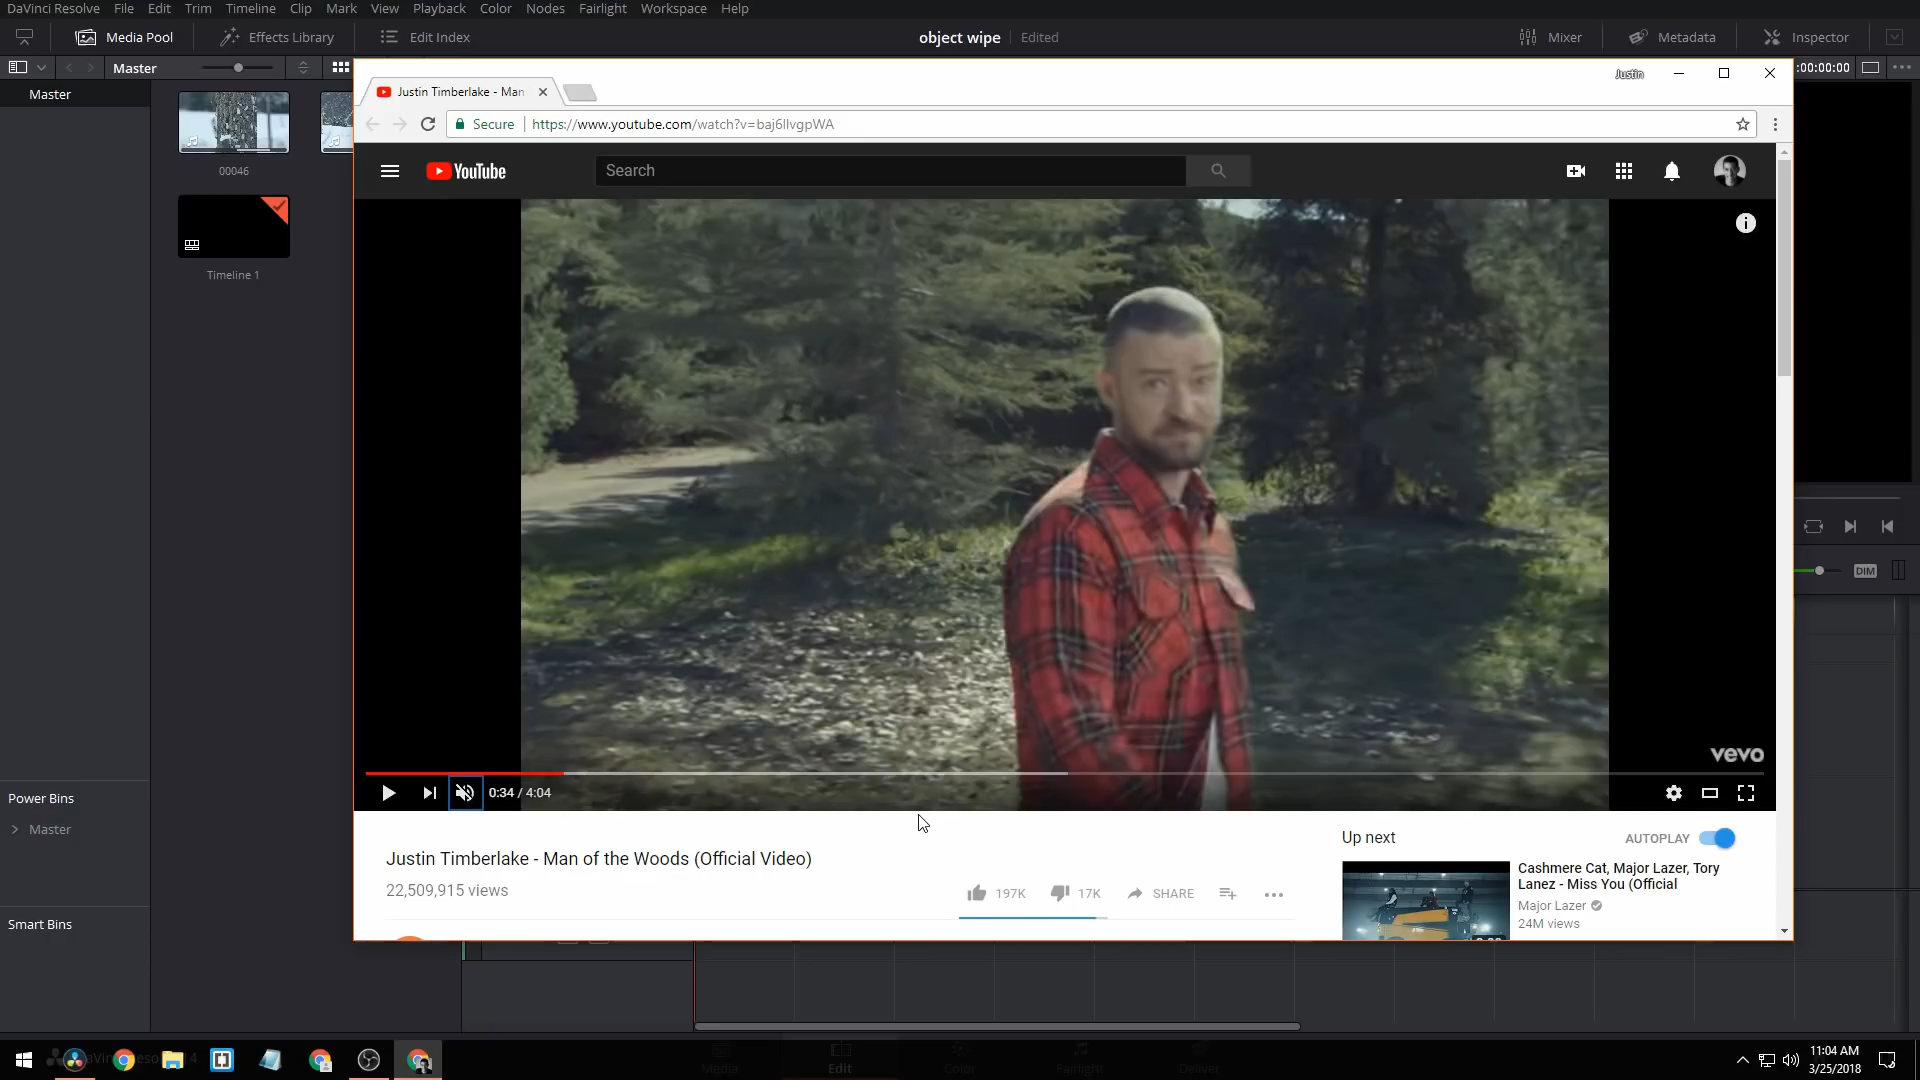 DaVinci Resolve File Edit Trim Timeline Clip Mark View Playback Color Nodes Fairlight Workspace Help
Media Pool Effects Library Edit Index object wipe Edited Mixer Metadata Inspector
Master :00:00:00
Master
00046
Timeline 1
Power Bins
Master
Smart Bins
Justin
Justin Timberlake - Man
Secure https://www.youtube.com/watch?v=baj6IlvgpWA
YouTube Search
vevo
0:34 / 4:04
DIM
Justin Timberlake - Man of the Woods (Official Video)
22,509,915 views
197K 17K SHARE
Up next AUTOPLAY
Cashmere Cat, Major Lazer, Tory
Lanez - Miss You (Official
Major Lazer
24M views
Media Edit Color Fairlight Deliver
11:04 AM
3/25/2018